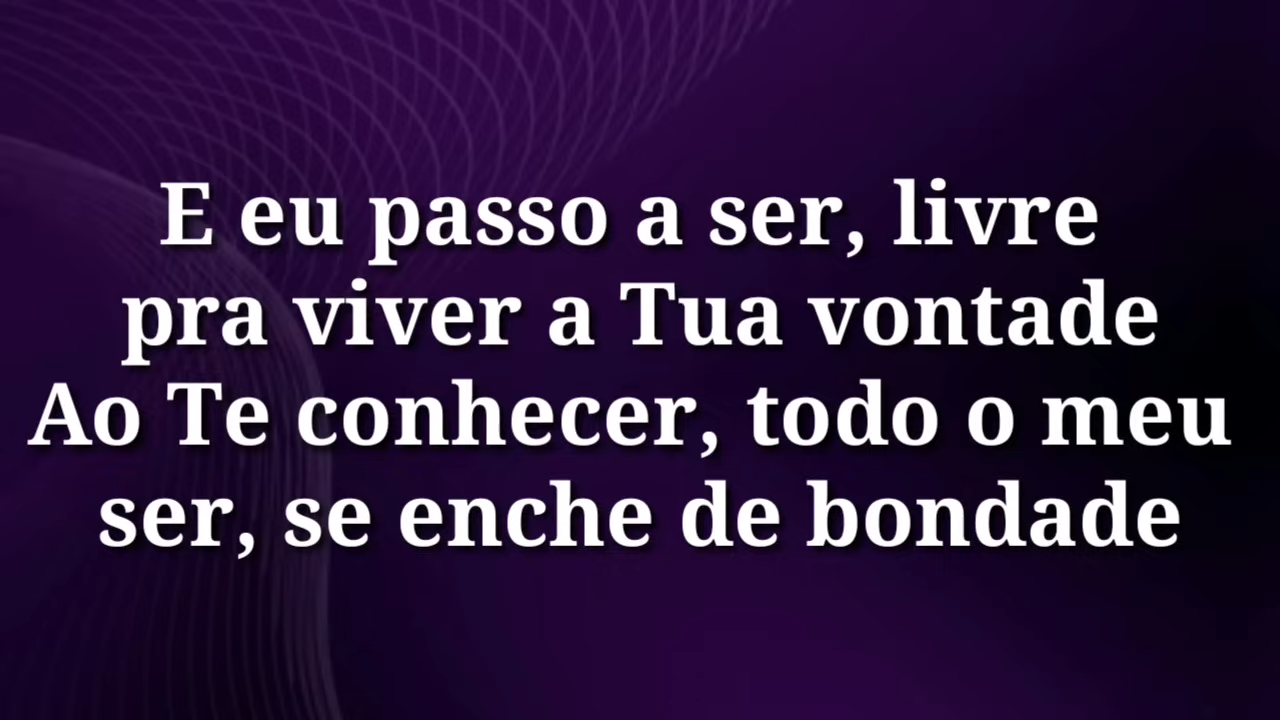 E eu passo a ser, livre
pra viver a Tua vontade
Ao Te conhecer, todo o meu
ser, se enche de bondade